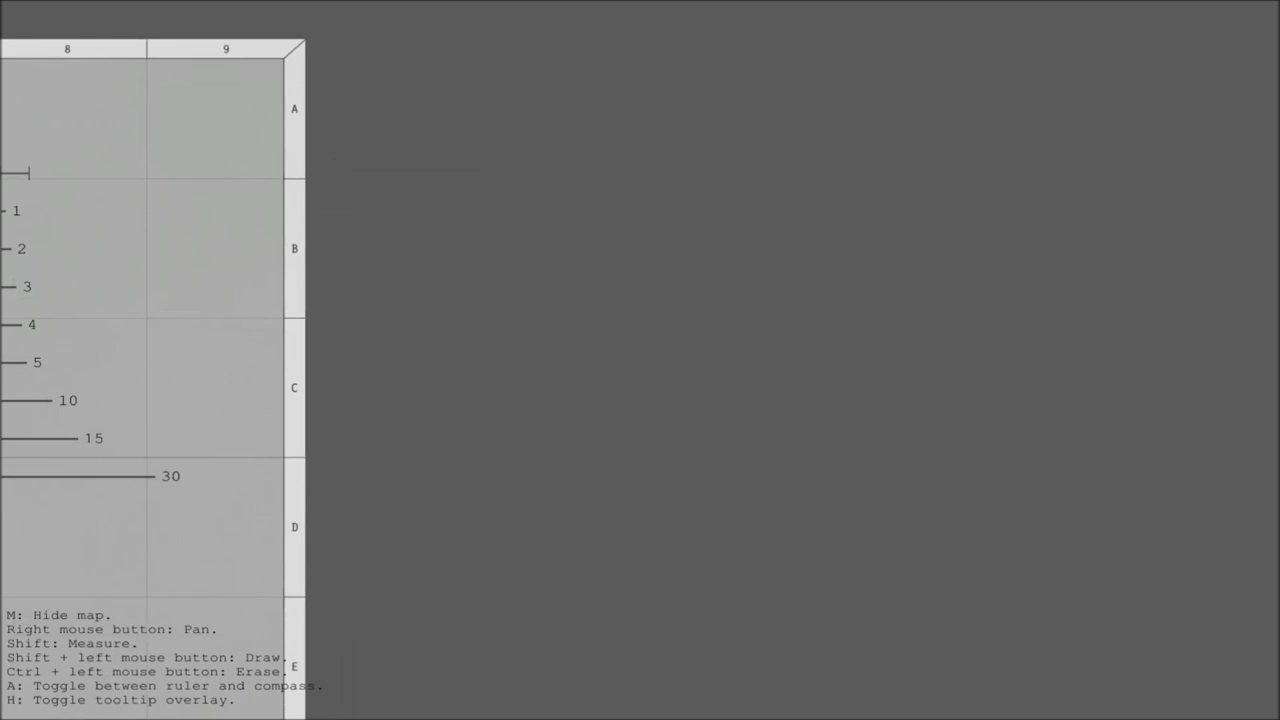 8 9
A
1
2
B
3
4
5
C
10
15
30
D
M: Hide map.
Right mouse button: Pan.
Shift: Measure.
Shift + left mouse button: Draw.
Ctrl + left mouse button: Erase.
E
A: Toggle between ruler and compass.
H: Toggle tooltip overlay.